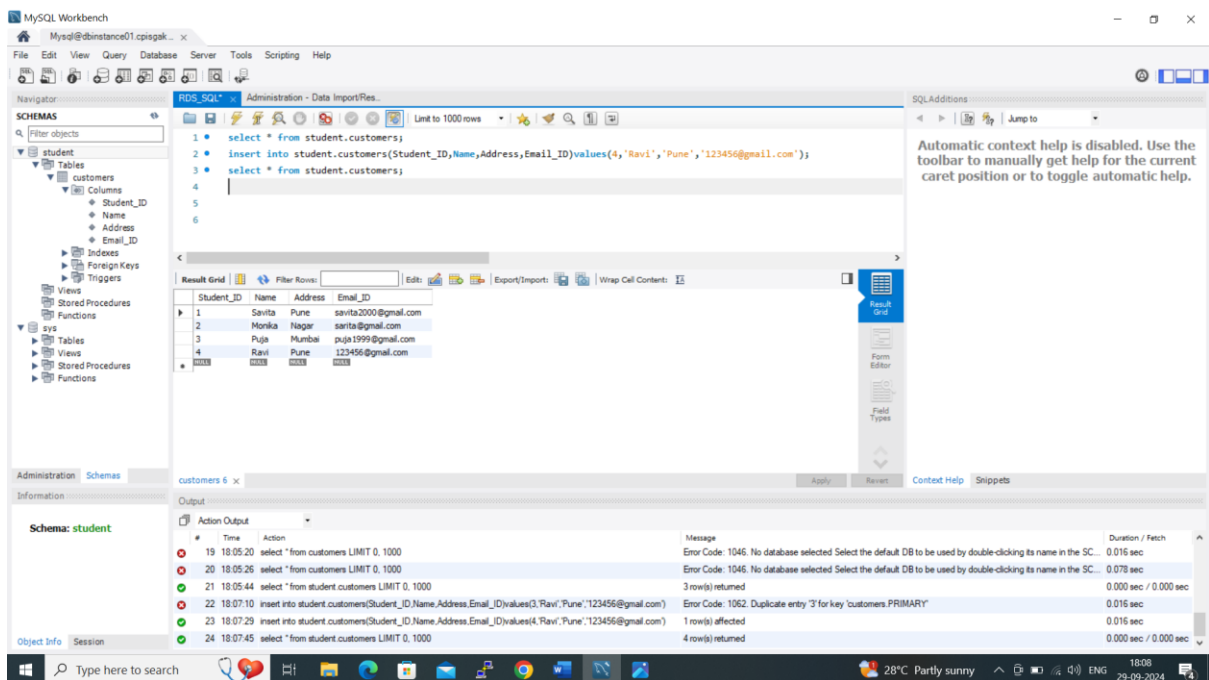 MySQL Workbench
Mysql@dbinstance01.cpisgak... ×
File Edit View Query Database Server Tools Scripting Help
Navigator
SCHEMAS
Filter objects
student
Tables
customers
Columns
Student_ID
Name
Address
Email_ID
Indexes
Foreign Keys
Triggers
Views
Stored Procedures
Functions
sys
Tables
Views
Stored Procedures
Functions
Administration Schemas
Information
Schema: student
Object Info Session
RDS_SQL* × Administration - Data Import/Res...
Limit to 1000 rows
1 select * from student.customers;
2 insert into student.customers(Student_ID,Name,Address,Email_ID)values(4,'Ravi','Pune','123456@gmail.com');
3 select * from student.customers;
4
5
6
Result Grid Filter Rows: Edit: Export/Import: Wrap Cell Content:
Student_ID Name Address Email_ID
1 Savita Pune savita2000@gmail.com
2 Monika Nagar sarita@gmail.com
3 Puja Mumbai puja1999@gmail.com
4 Ravi Pune 123456@gmail.com
NULL NULL NULL NULL
Result
Grid
Form
Editor
Field
Types
customers 6 × Apply Revert
SQLAdditions
Jump to
Automatic context help is disabled. Use the
toolbar to manually get help for the current
caret position or to toggle automatic help.
Context Help Snippets
Output
Action Output
# Time Action Message Duration / Fetch
19 18:05:20 select * from customers LIMIT 0, 1000 Error Code: 1046. No database selected Select the default DB to be used by double-clicking its name in the SC... 0.016 sec
20 18:05:26 select * from customers LIMIT 0, 1000 Error Code: 1046. No database selected Select the default DB to be used by double-clicking its name in the SC... 0.078 sec
21 18:05:44 select * from student.customers LIMIT 0, 1000 3 row(s) returned 0.000 sec / 0.000 sec
22 18:07:10 insert into student.customers(Student_ID,Name,Address,Email_ID)values(3,'Ravi','Pune','123456@gmail.com') Error Code: 1062. Duplicate entry '3' for key 'customers.PRIMARY' 0.016 sec
23 18:07:29 insert into student.customers(Student_ID,Name,Address,Email_ID)values(4,'Ravi','Pune','123456@gmail.com') 1 row(s) affected 0.016 sec
24 18:07:45 select * from student.customers LIMIT 0, 1000 4 row(s) returned 0.000 sec / 0.000 sec
Type here to search
28°C Partly sunny ENG
18:08
29-09-2024
4